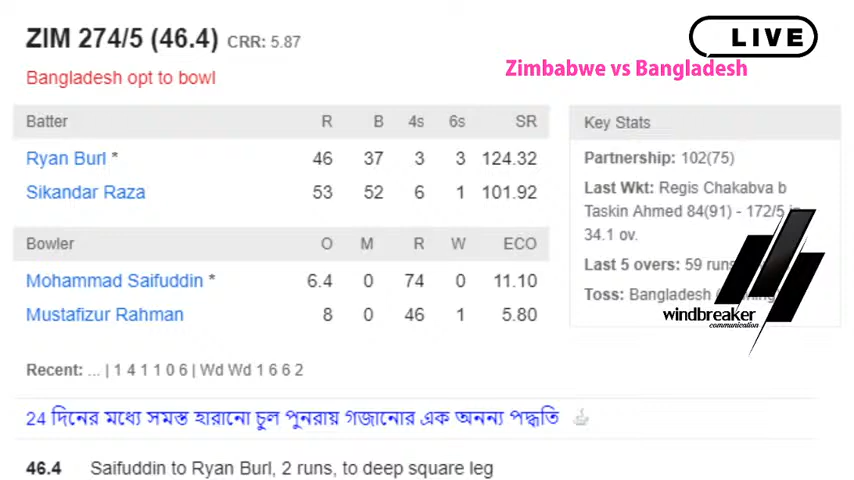 ZIM 274/5 (46.4) CRR: 5.87
LIVE
Zimbabwe vs Bangladesh
Bangladesh opt to bowl
Batter R B 4s 6s SR
Ryan Burl * 46 37 3 3 124.32
Sikandar Raza 53 52 6 1 101.92
Bowler O M R W ECO
Mohammad Saifuddin * 6.4 0 74 0 11.10
Mustafizur Rahman 8 0 46 1 5.80
Key Stats
Partnership: 102(75)
Last Wkt: Regis Chakabva b
Taskin Ahmed 84(91) - 172/5 in
34.1 ov.
Last 5 overs: 59 runs
Toss: Bangladesh
windbreaker
communication
Recent: ... | 1 4 1 1 0 6 | Wd Wd 1 6 6 2
24 দিনের মধ্যে সমস্ত হারানো চুল পুনরায় গজানোর এক অনন্য পদ্ধতি
46.4 Saifuddin to Ryan Burl, 2 runs, to deep square leg